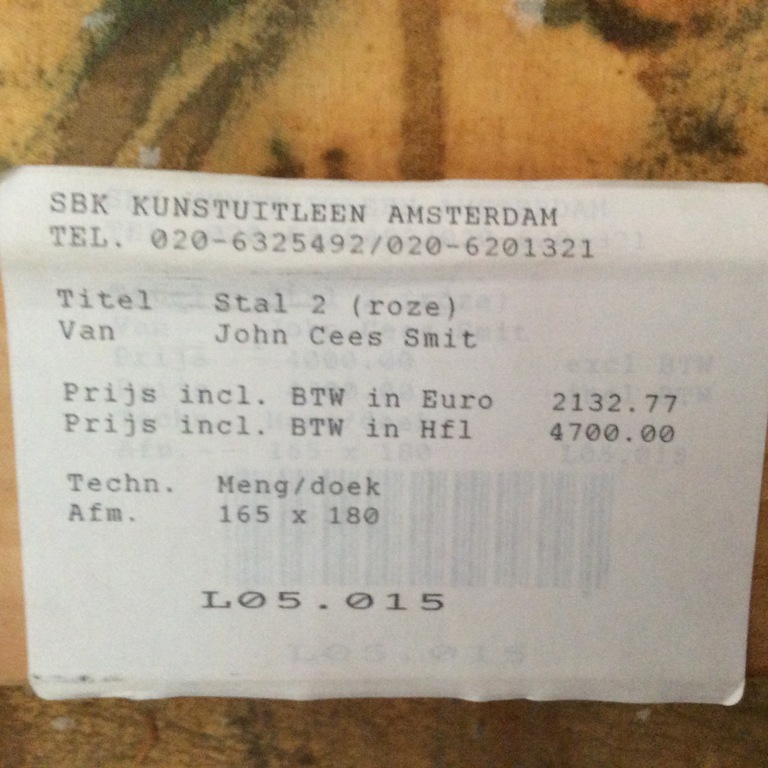 SBK KUNSTUITLEEN AMSTERDAM
TEL. 020-6325492/020-6201321
Titel Stal 2 (roze)
Van John Cees Smit
Prijs incl. BTW in Euro 2132.77
Prijs incl. BTW in Hfl 4700.00
Techn. Meng/doek
Afm. 165 x 180
L05.015